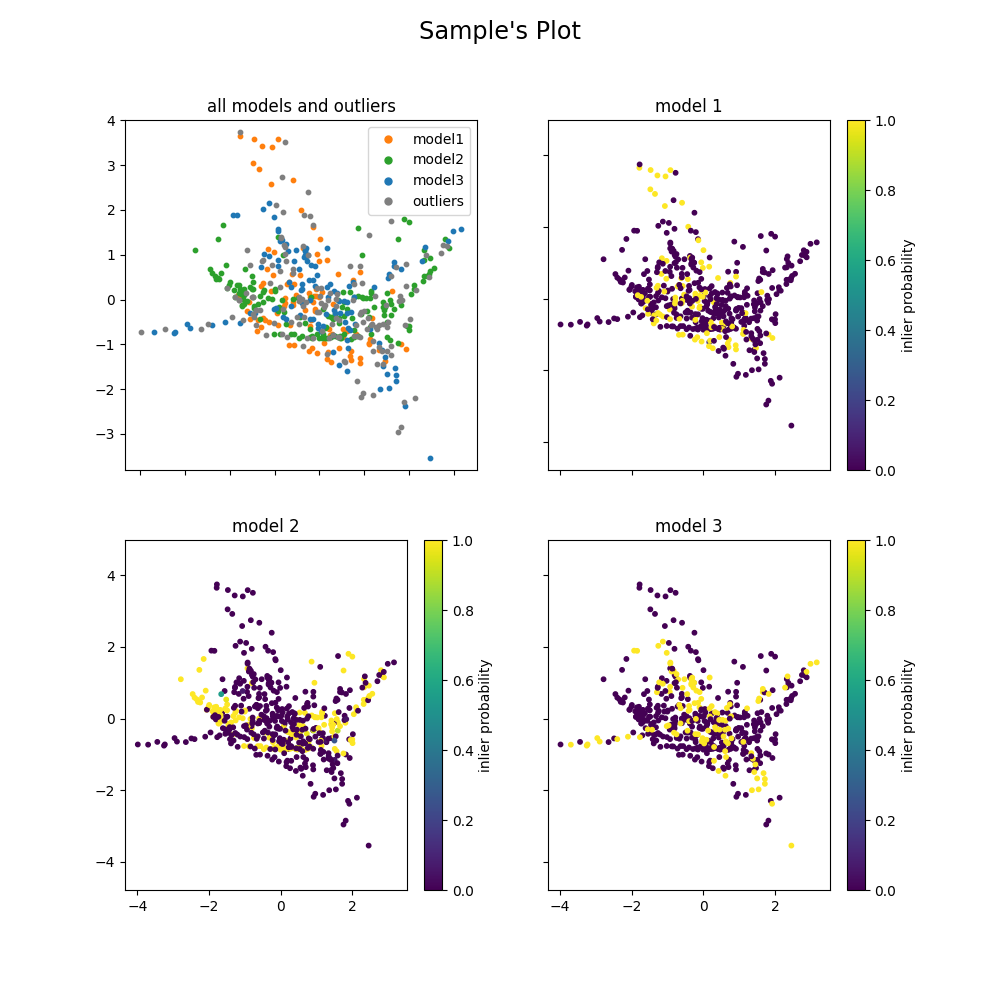 Sample's Plot
all models and outliers
4
3
2
1
0
−1
−2
−3
model1
model2
model3
outliers
model 1
1.0
0.8
0.6
0.4
0.2
0.0
inlier probability
model 2
4
2
0
−2
−4
−4 −2 0 2
1.0
0.8
0.6
0.4
0.2
0.0
inlier probability
model 3
−4 −2 0 2
1.0
0.8
0.6
0.4
0.2
0.0
inlier probability